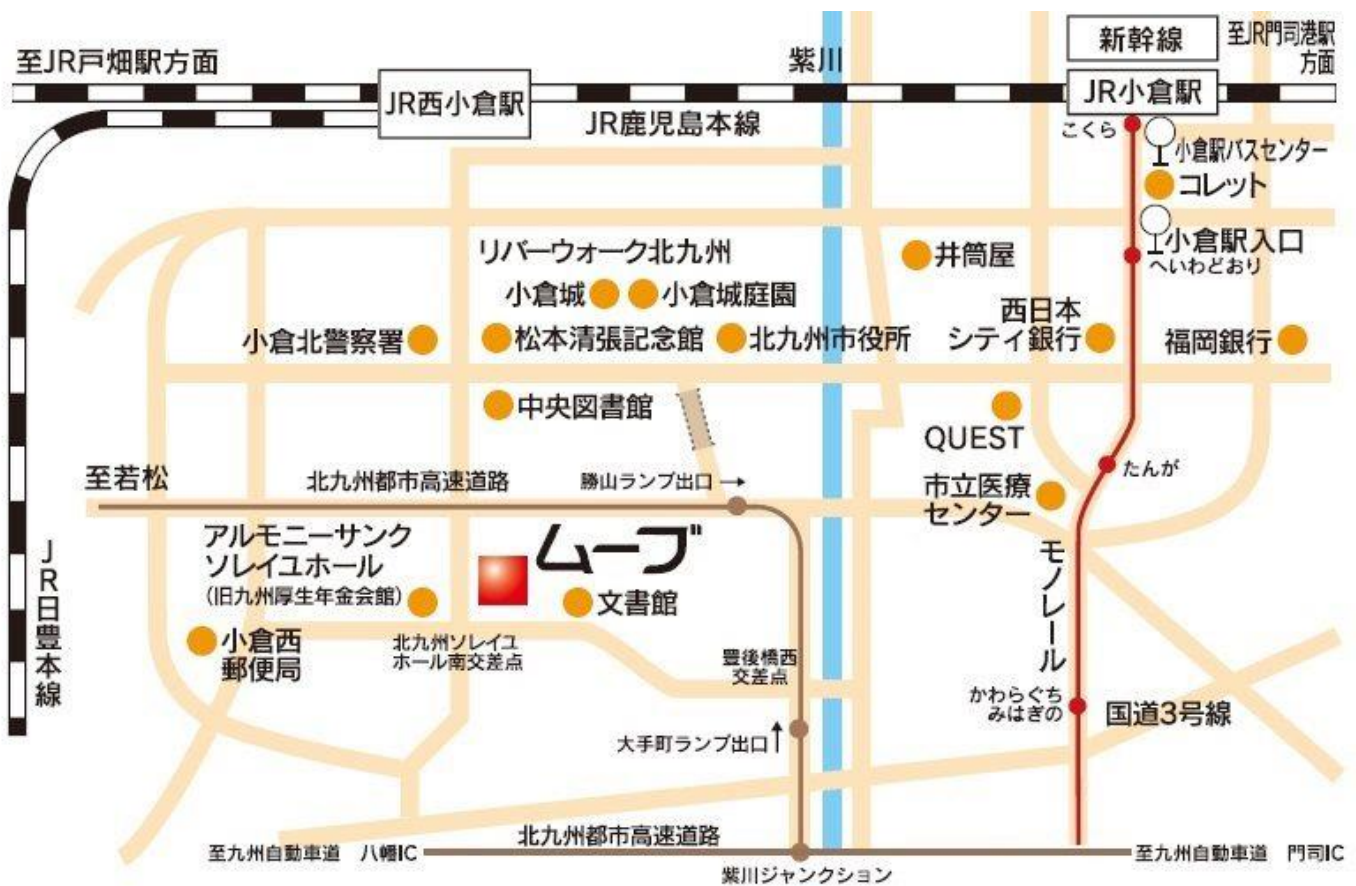 新幹線
至JR門司港駅
方面
至JR戸畑駅方面
紫川
JR西小倉駅
JR小倉駅
JR鹿児島本線
こくら
小倉駅バスセンター
コレット
リバーウォーク北九州
井筒屋
小倉駅入口
へいわどおり
小倉城
小倉城庭園
小倉北警察署
松本清張記念館
北九州市役所
西日本
シティ銀行
福岡銀行
中央図書館
QUEST
至若松
北九州都市高速道路
勝山ランプ出口→
たんが
市立医療
センター
アルモニーサンク
ソレイユホール
(旧九州厚生年金会館)
ムーブ
文書館
モノレール
JR日豊本線
小倉西
郵便局
北九州ソレイユ
ホール南交差点
豊後橋西
交差点
かわらぐち
みはぎの
国道3号線
大手町ランプ出口↑
北九州都市高速道路
至九州自動車道 八幡IC
至九州自動車道 門司IC
紫川ジャンクション